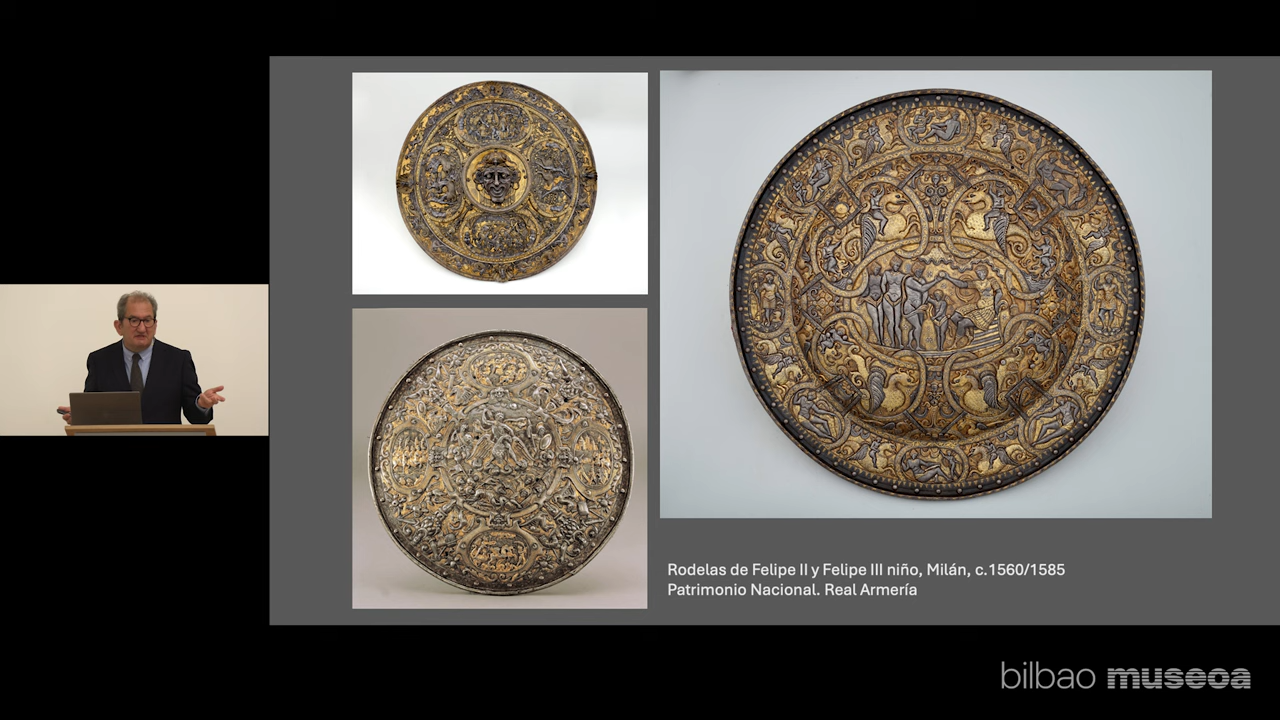 Rodelas de Felipe II y Felipe III niño, Milán, c.1560/1585
Patrimonio Nacional. Real Armería
bilbao museoa